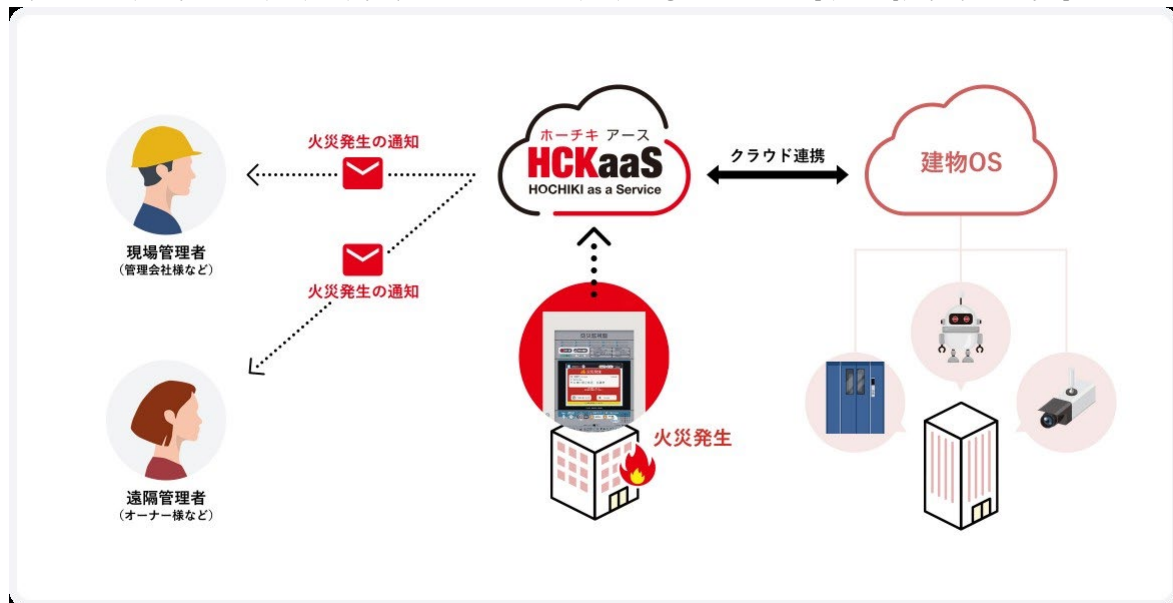 火災発生の通知
火災発生の通知
現場管理者
(管理会社様など)
遠隔管理者
(オーナー様など)
ホーチキ アース
HCKaaS
HOCHIKI as a Service
クラウド連携
建物OS
火災発生